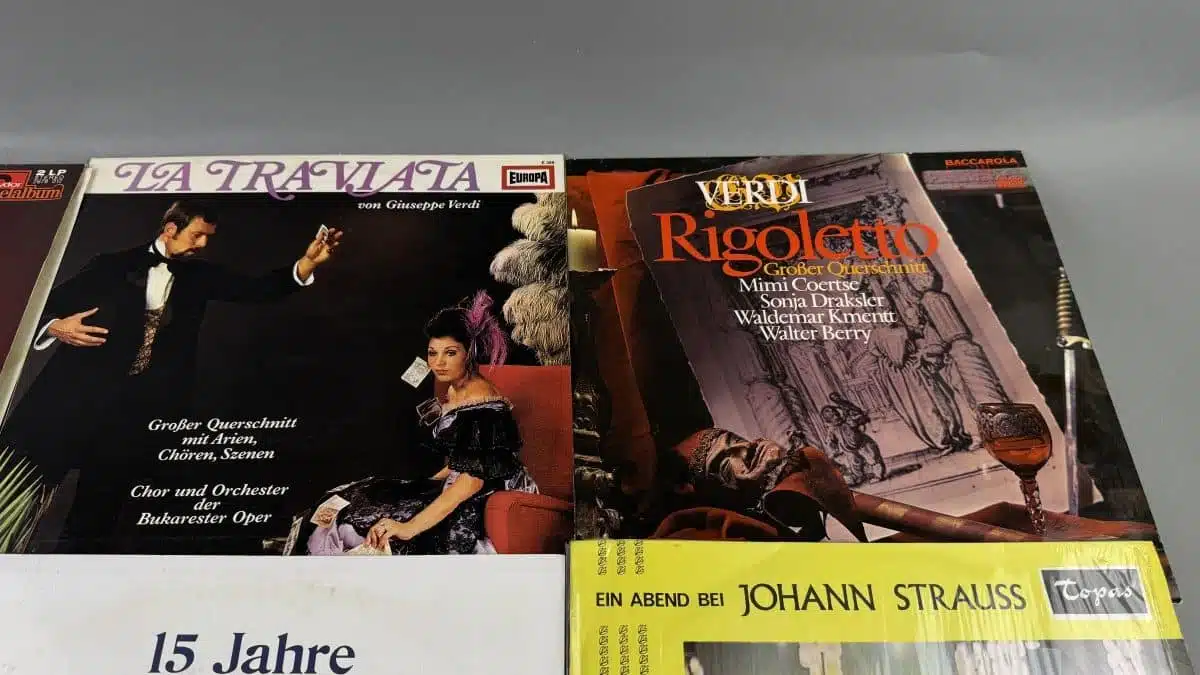 2 LP
LA TRAVIATA
EUROPA
von Giuseppe Verdi
Großer Querschnitt
mit Arien,
Chören, Szenen
Chor und Orchester
der
Bukarester Oper
BACCAROLA
VERDI
Rigoletto
Großer Querschnitt
Mimi Coertse
Sonja Draksler
Waldemar Kmentt
Walter Berry
15 Jahre
EIN ABEND BEI JOHANN STRAUSS
Topas